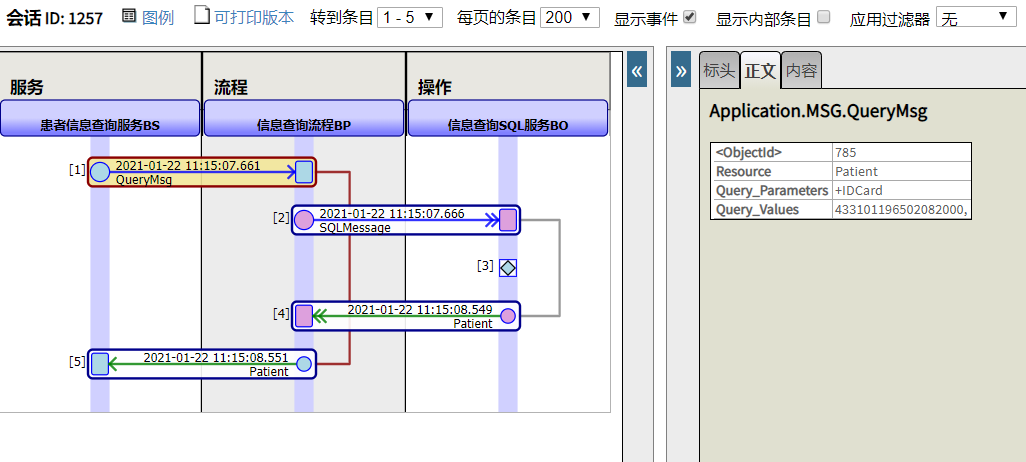 会话 ID: 1257 图例 可打印版本 转到条目 1 - 5 每页的条目 200 显示事件 显示内部条目 应用过滤器 无
服务 流程 操作
患者信息查询服务BS 信息查询流程BP 信息查询SQL服务BO
[1] 2021-01-22 11:15:07.661
QueryMsg
[2] 2021-01-22 11:15:07.666
SQLMessage
[3]
[4] 2021-01-22 11:15:08.549
Patient
[5] 2021-01-22 11:15:08.551
Patient
« »
标头 正文 内容
Application.MSG.QueryMsg
<ObjectId> 785
Resource Patient
Query_Parameters +IDCard
Query_Values 433101196502082000,